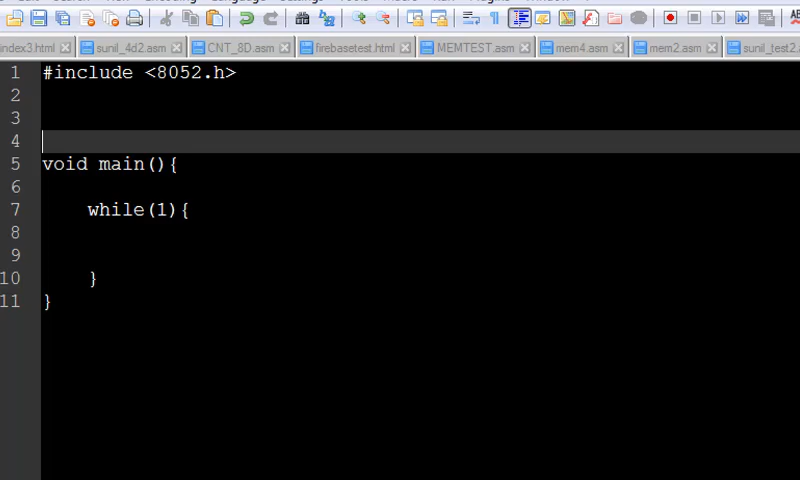 index3.html sunil_4d2.asm CNT_8D.asm firebasetest.html MEMTEST.asm mem4.asm mem2.asm sunil_test2.a
1 #include <8052.h>
2
3
4
5 void main(){
6
7 while(1){
8
9
10 }
11 }